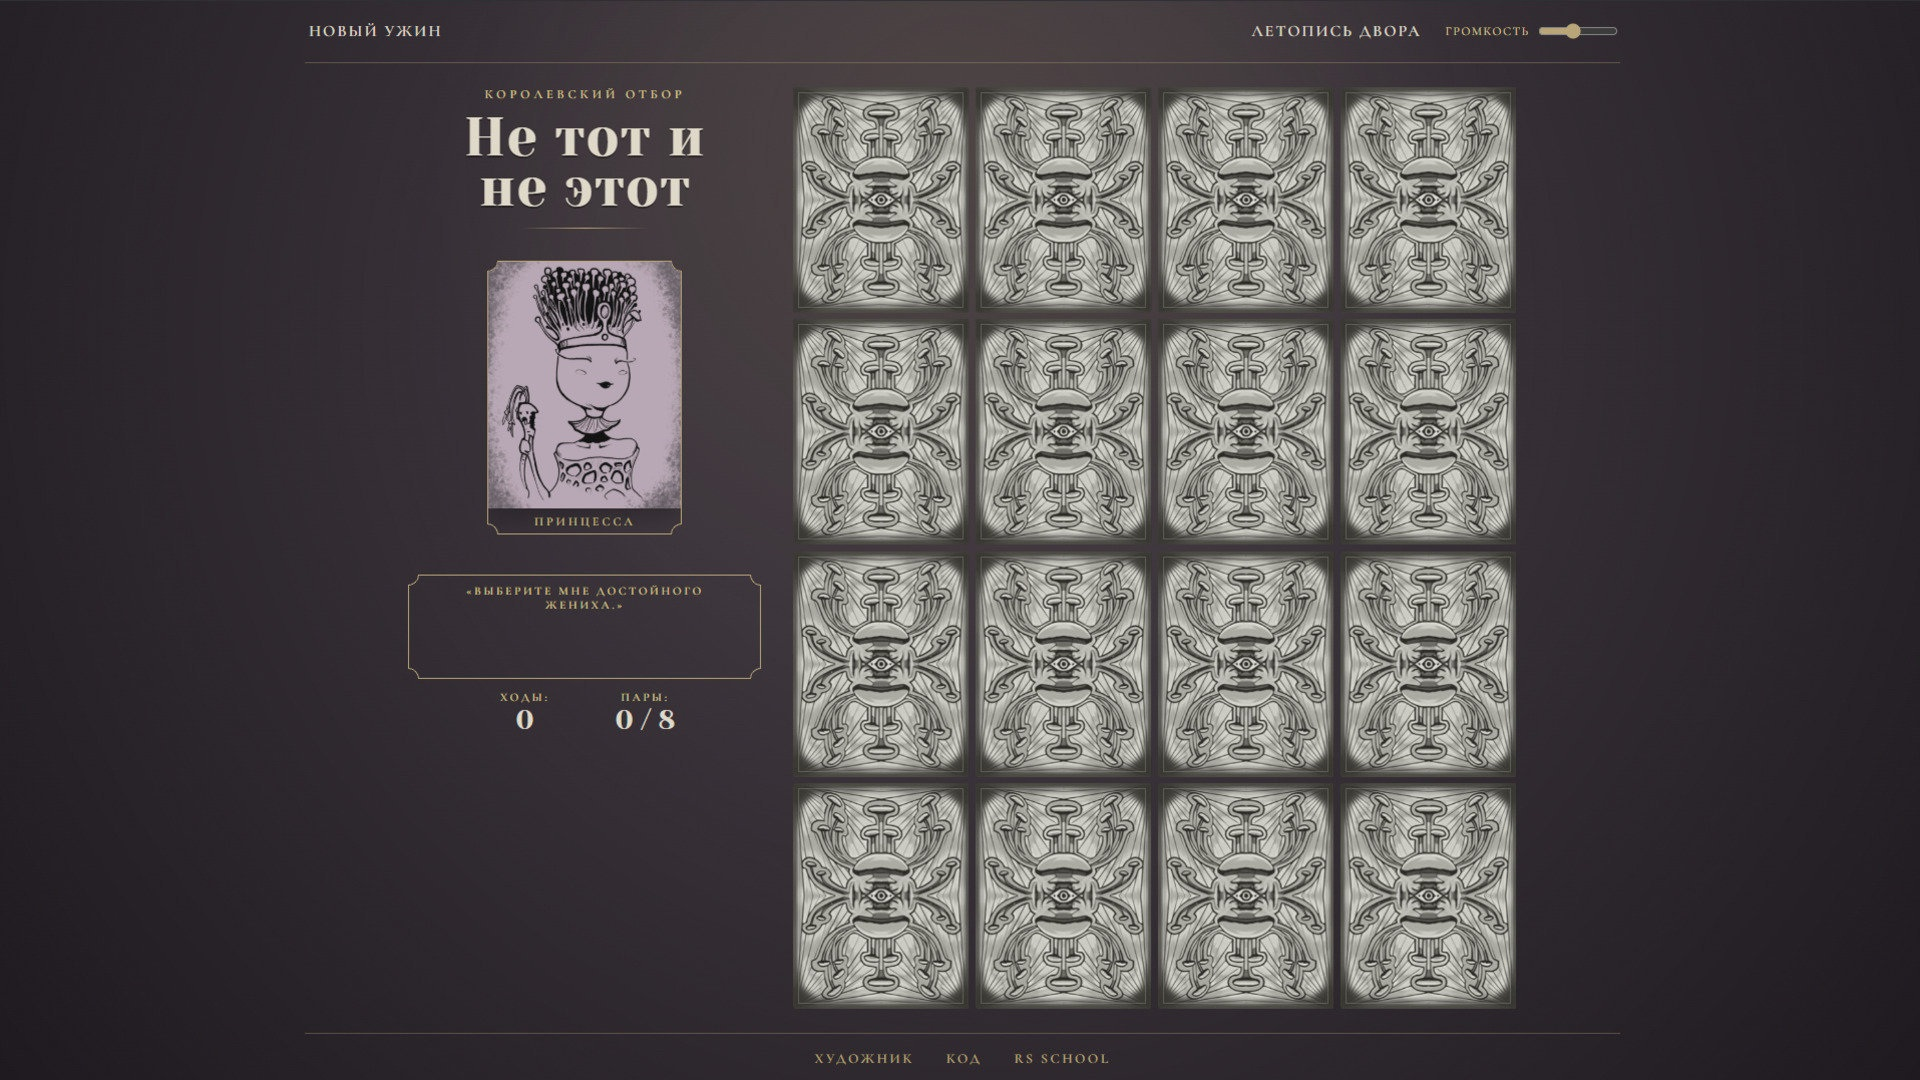 НОВЫЙ УЖИН
ЛЕТОПИСЬ ДВОРА
ГРОМКОСТЬ
КОРОЛЕВСКИЙ ОТБОР
Не тот и
не этот
ПРИНЦЕССА
«ВЫБЕРИТЕ МНЕ ДОСТОЙНОГО
ЖЕНИХА.»
ХОДЫ:
0
ПАРЫ:
0 / 8
ХУДОЖНИК
КОД
RS SCHOOL